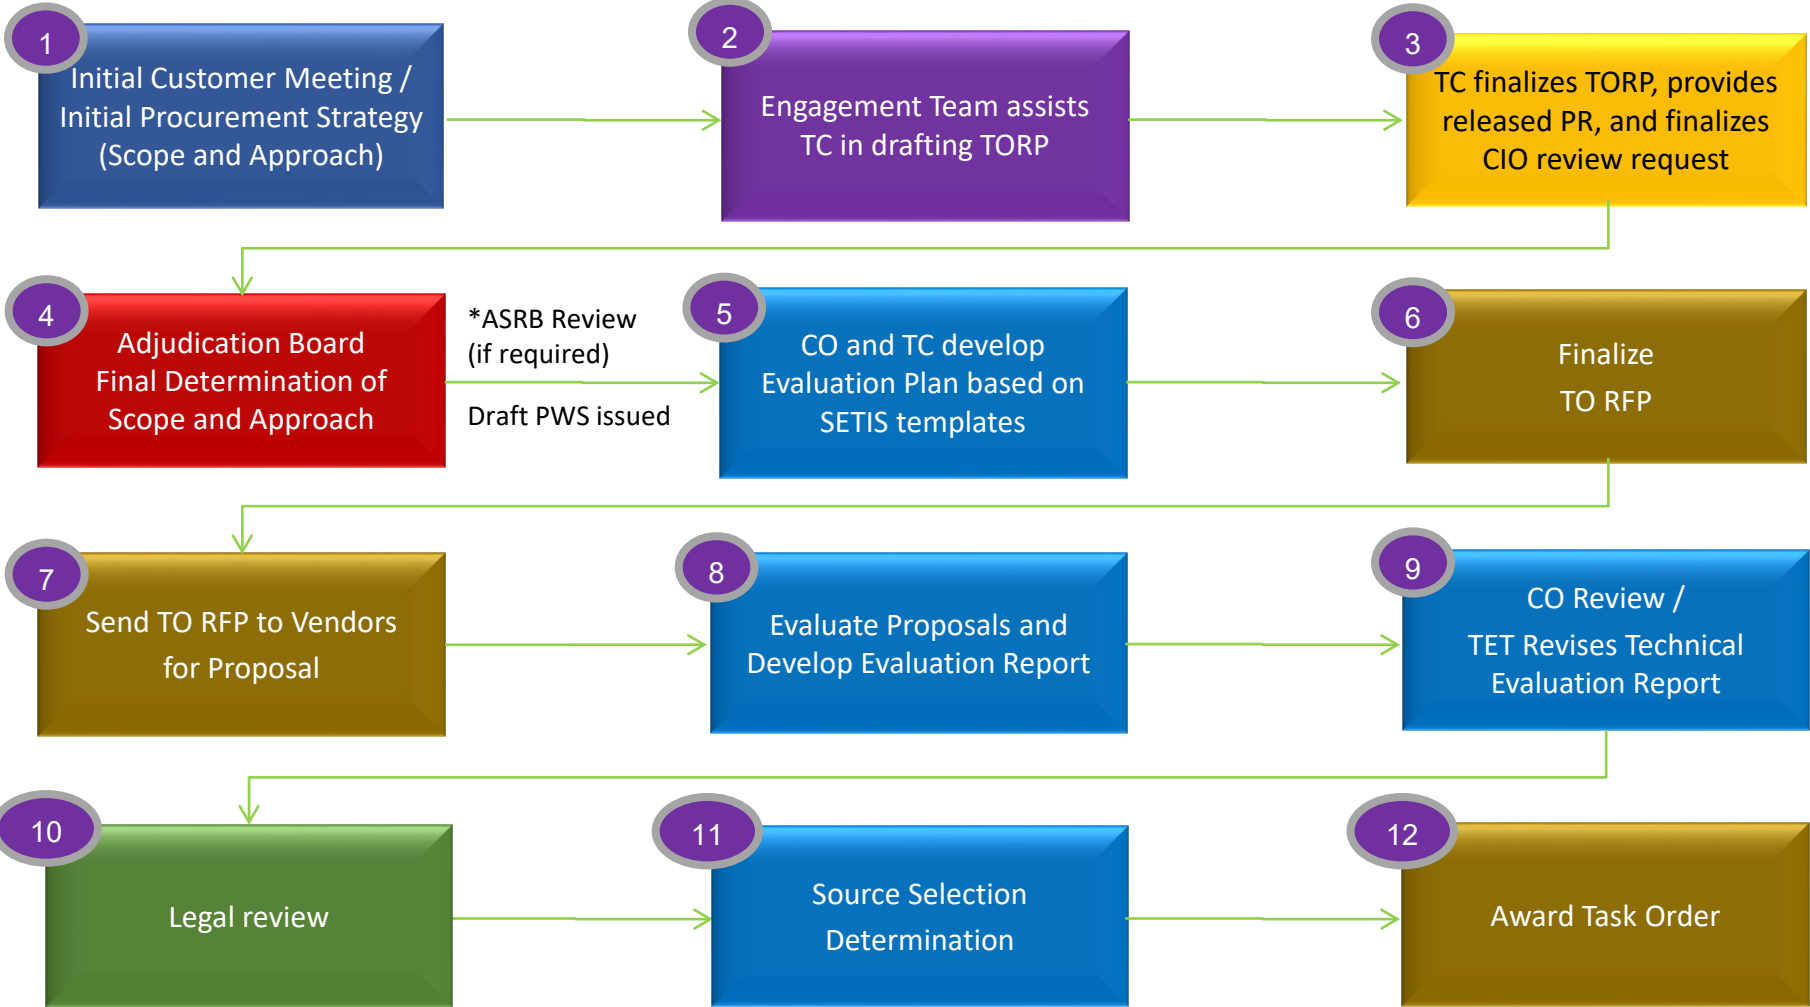 1
Initial Customer Meeting /
Initial Procurement Strategy
(Scope and Approach)
2
Engagement Team assists
TC in drafting TORP
3
TC finalizes TORP, provides
released PR, and finalizes
CIO review request
4
Adjudication Board
Final Determination of
Scope and Approach
*ASRB Review
(if required)
Draft PWS issued
5
CO and TC develop
Evaluation Plan based on
SETIS templates
6
Finalize
TO RFP
7
Send TO RFP to Vendors
for Proposal
8
Evaluate Proposals and
Develop Evaluation Report
9
CO Review /
TET Revises Technical
Evaluation Report
10
Legal review
11
Source Selection
Determination
12
Award Task Order